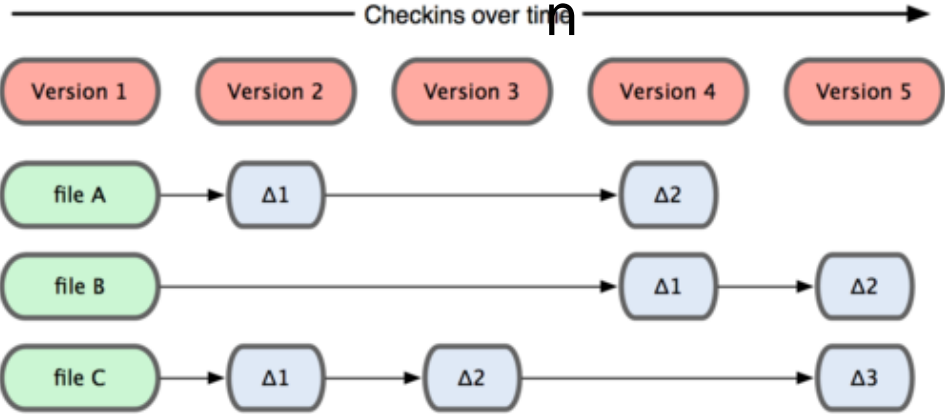 Checkins over time
n
Version 1 Version 2 Version 3 Version 4 Version 5
file A Δ1 Δ2
file B Δ1 Δ2
file C Δ1 Δ2 Δ3